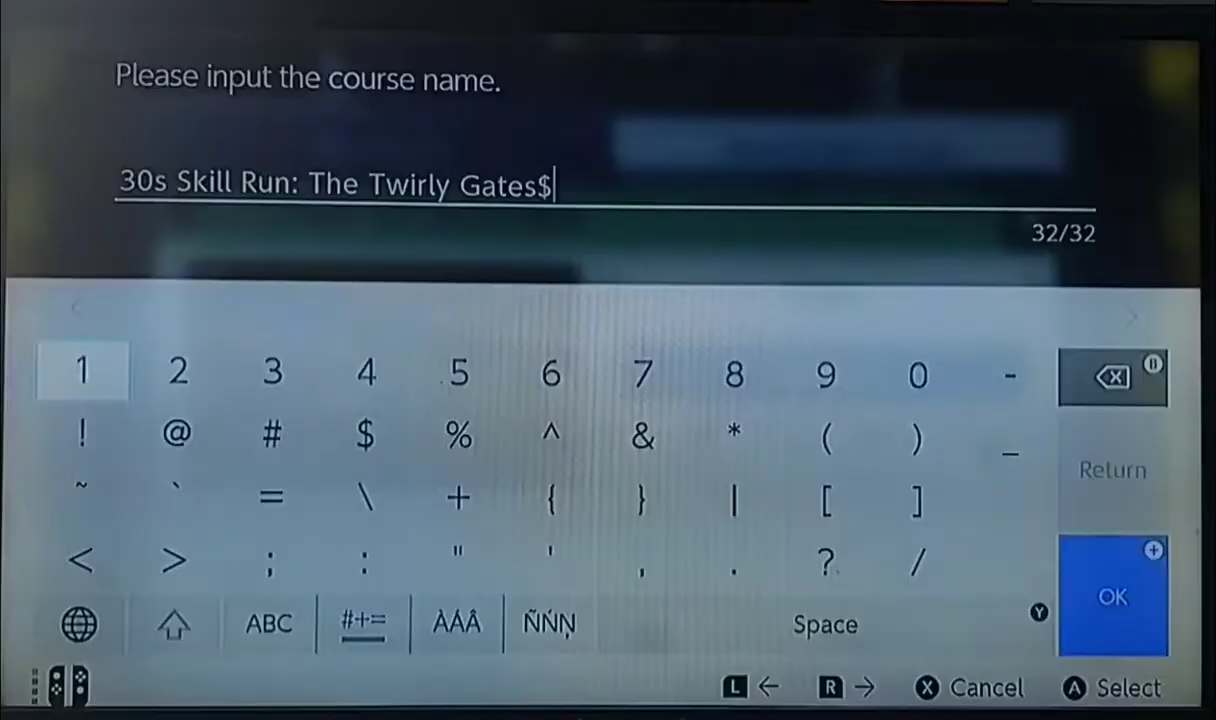 Please input the course name.
30s Skill Run: The Twirly Gates$
32/32
1 2 3 4 5 6 7 8 9 0 -
! @ # $ % ^ & * ( ) _
~ ` = \ + { } | [ ]
Return
< > ; : " ' , . ? /
OK
ABC #+= ÀÁÂ ÑŃŅ Space Y
L ← R → X Cancel A Select